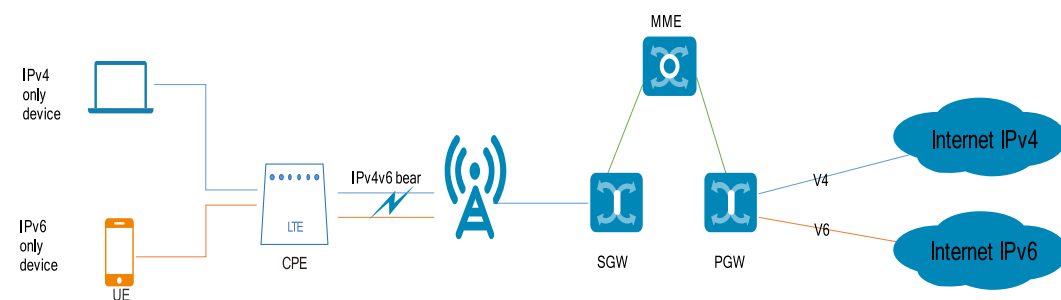 MME
IPv4
only
device
Internet IPv4
IPv4v6 bear
V4
LTE
IPv6
only
device
V6
Internet IPv6
CPE
SGW
PGW
UE